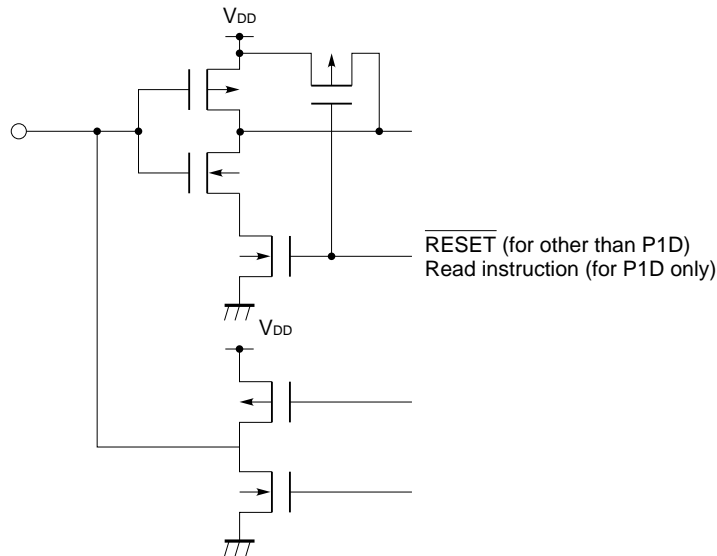 VDD
RESET (for other than P1D)
Read instruction (for P1D only)
VDD